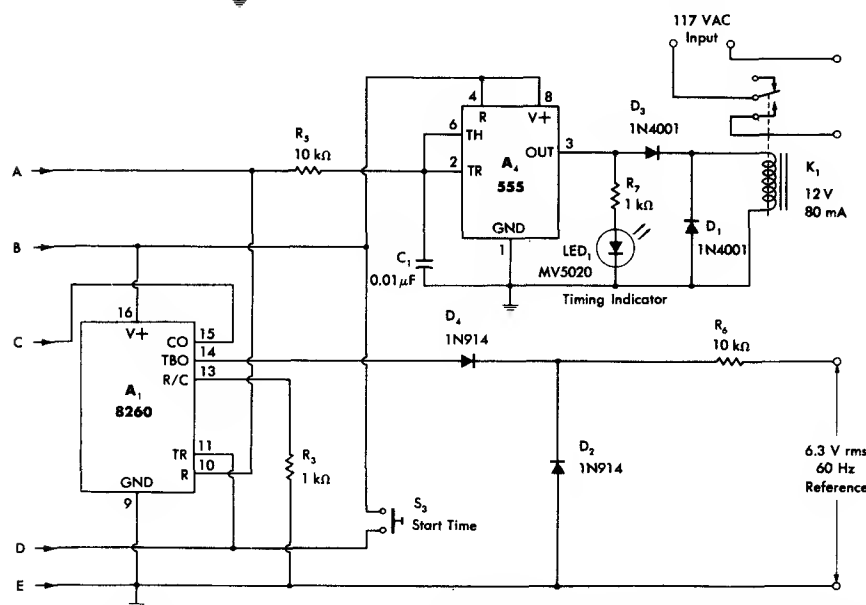 117 VAC
Input
4
8
R
V+
6
TH
D3
1N4001
R5
10 kΩ
OUT
3
A
2
TR
A4
555
K1
12 V
80 mA
R7
1 kΩ
D1
1N4001
B
GND
1
C1
0.01 µF
LED1
MV5020
Timing Indicator
16
V+
C
CO
15
TBO
14
R/C
13
D4
1N914
R6
10 kΩ
A1
8260
TR
11
R
10
GND
9
R3
1 kΩ
D2
1N914
6.3 V rms
60 Hz
Reference
S3
Start Time
D
E